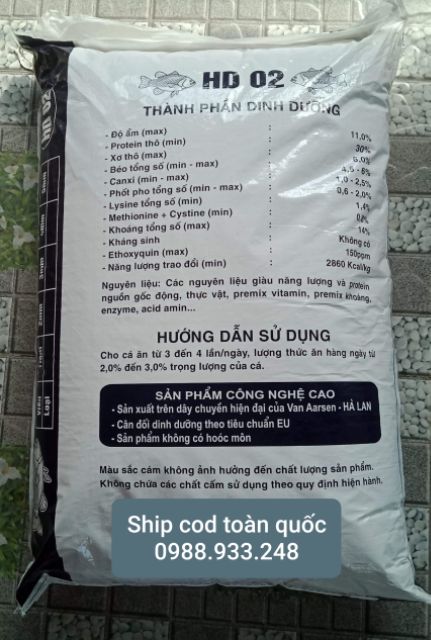 HD 02
THÀNH PHẦN DINH DƯỠNG
- Độ ẩm (max) : 11,0%
- Protein thô (min) : 30%
- Xơ thô (max) : 6,0%
- Béo tổng số (min - max) : 4,5 - 6%
- Canxi (min - max) : 1,0 - 2,5%
- Phốt pho tổng số (min - max) : 0,6 - 2,0%
- Lysine tổng số (min) : 1,4%
- Methionine + Cystine (min) :
- Khoáng tổng số (max) : 14%
- Kháng sinh : Không có
- Ethoxyquin (max) : 150ppm
- Năng lượng trao đổi (min) : 2860 Kcal/kg
Nguyên liệu: Các nguyên liệu giàu năng lượng và protein
nguồn gốc động, thực vật, premix vitamin, premix khoáng,
enzyme, acid amin...
HƯỚNG DẪN SỬ DỤNG
Cho cá ăn từ 3 đến 4 lần/ngày, lượng thức ăn hàng ngày từ
2,0% đến 3,0% trọng lượng của cá.
SẢN PHẨM CÔNG NGHỆ CAO
- Sản xuất trên dây chuyền hiện đại của Van Aarsen - HÀ LAN
- Cân đối dinh dưỡng theo tiêu chuẩn EU
- Sản phẩm không có hoóc môn
Màu sắc cám không ảnh hưởng đến chất lượng sản phẩm.
Không chứa các chất cấm sử dụng theo quy định hiện hành.
Ship cod toàn quốc
0988.933.248
HD 02
Loại
Viên